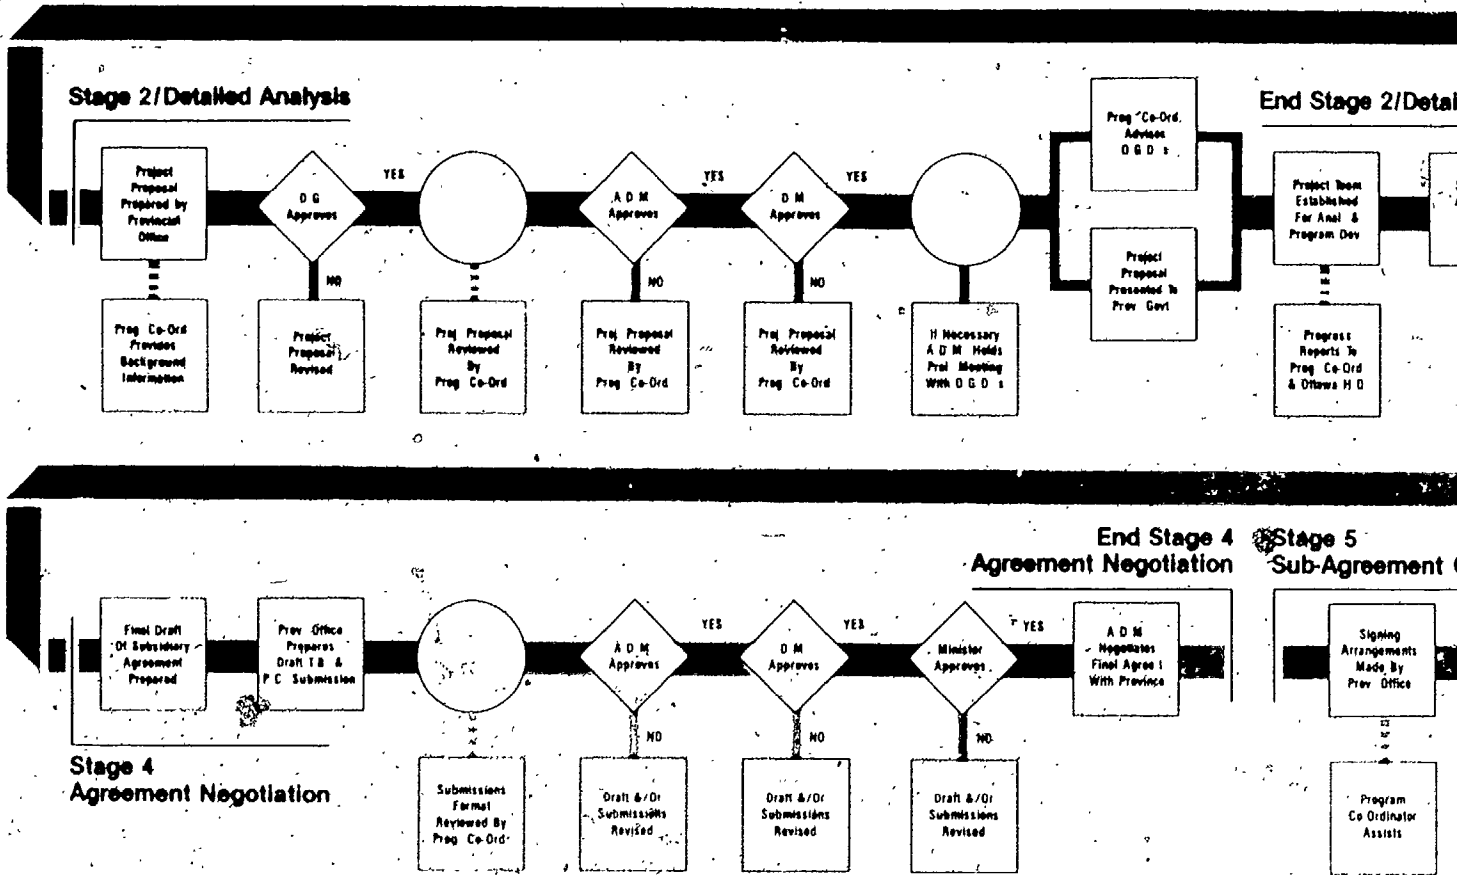 Stage 2/Detailed Analysis
End Stage 2/Detai
Project
Proposal
Prepared by
Provincial
Office
D G
Approves
YES
A D M
Approves
YES
D M
Approves
YES
Prog Co-Ord.
Advises
O G D s
Project
Proposal
Presented To
Prov Govt
Project Team
Established
For Anal &
Program Dev
NO
NO
NO
Prog Co-Ord
Provides
Background
Information
Project
Proposal
Revised
Proj Proposal
Reviewed
By
Prog Co-Ord
Proj Proposal
Reviewed
By
Prog Co-Ord
Proj Proposal
Reviewed
By
Prog Co-Ord
If Necessary
A D M Holds
Prel Meeting
With O G D s
Progress
Reports To
Prog Co-Ord
& Ottawa H Q
End Stage 4
Agreement Negotiation
Stage 5
Sub-Agreement
Final Draft
Of Subsidiary
Agreement
Prepared
Prov Office
Prepares
Draft T B &
P C Submission
A D M
Approves
YES
D M
Approves
YES
Minister
Approves
YES
A D M
Negotiates
Final Agree t
With Province
Signing
Arrangements
Made By
Prov Office
NO
NO
NO
Stage 4
Agreement Negotiation
Submissions
Format
Reviewed By
Prog Co-Ord
Draft &/Or
Submissions
Revised
Draft &/Or
Submissions
Revised
Draft &/Or
Submissions
Revised
Program
Co Ordinator
Assists